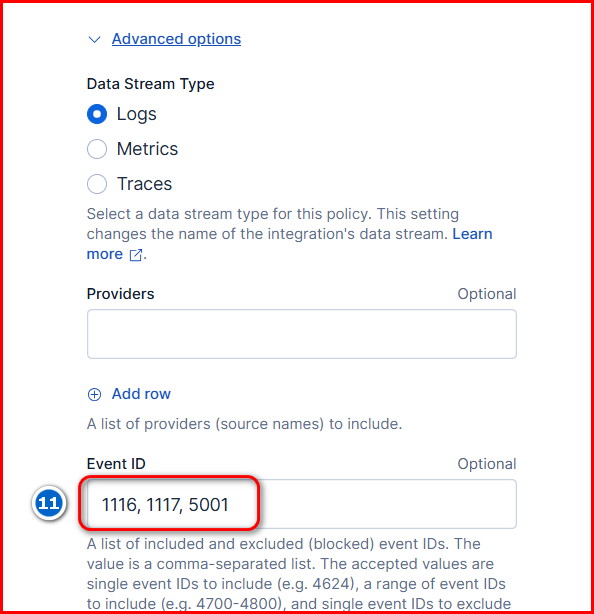 Advanced options
Data Stream Type
Logs
Metrics
Traces
Select a data stream type for this policy. This setting
changes the name of the integration's data stream. Learn
more .
Providers Optional
Add row
A list of providers (source names) to include.
Event ID Optional
11 1116, 1117, 5001
A list of included and excluded (blocked) event IDs. The
value is a comma-separated list. The accepted values are
single event IDs to include (e.g. 4624), a range of event IDs
to include (e.g. 4700-4800), and single event IDs to exclude